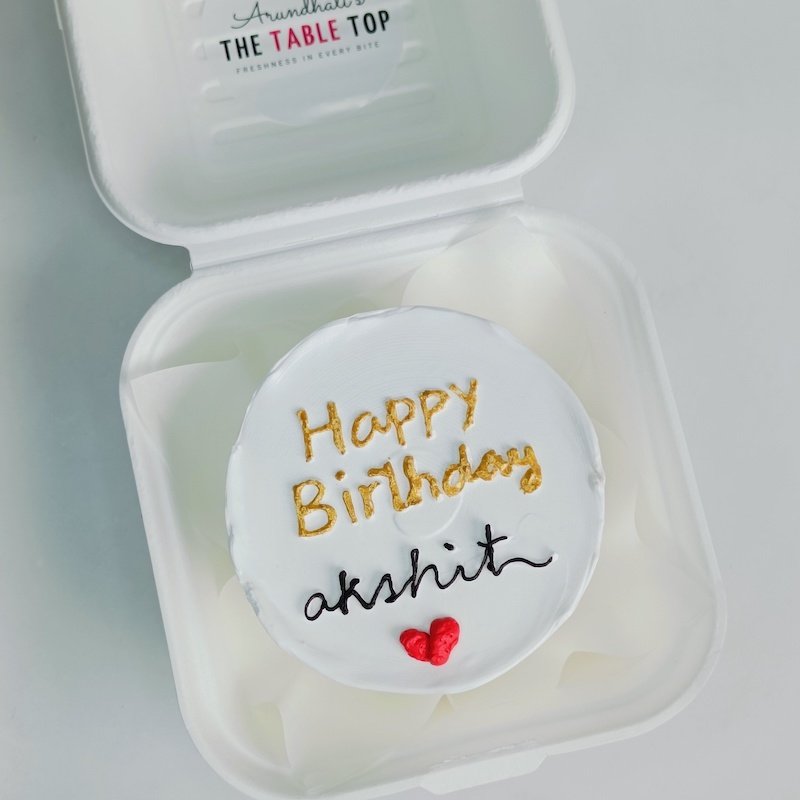 Arundhati's
THE TABLE TOP
FRESHNESS IN EVERY BITE
Happy
Birthday
akshit